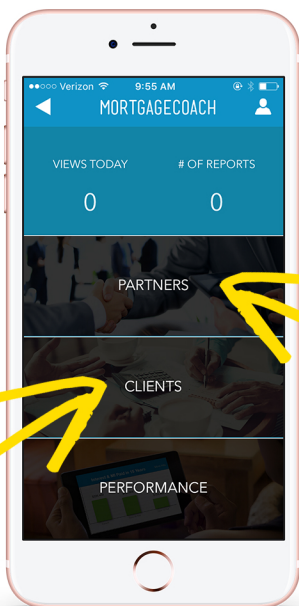 Verizon 9:55 AM
MORTGAGECOACH
VIEWS TODAY # OF REPORTS
0 0
PARTNERS
CLIENTS
PERFORMANCE